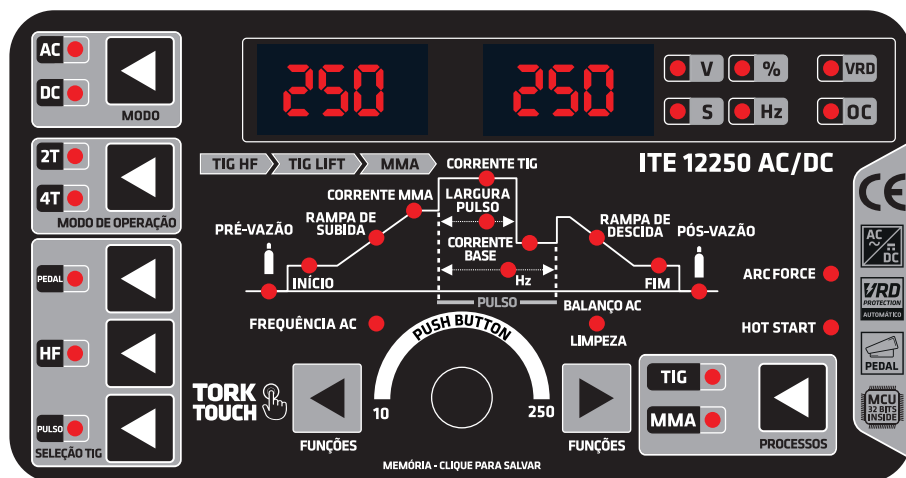 AC
DC
MODO
2T
4T
MODO DE OPERAÇÃO
PEDAL
HF
PULSO
SELEÇÃO TIG
250
250
V
%
VRD
S
Hz
OC
TIG HF
TIG LIFT
MMA
ITE 12250 AC/DC
CORRENTE TIG
CORRENTE MMA
LARGURA
PULSO
PRÉ-VAZÃO
RAMPA DE
SUBIDA
CORRENTE
BASE
RAMPA DE
DESCIDA
PÓS-VAZÃO
INÍCIO
Hz
FIM
PULSO
ARC FORCE
FREQUÊNCIA AC
BALANÇO AC
LIMPEZA
HOT START
PUSH BUTTON
TORK
TOUCH
10
250
FUNÇÕES
FUNÇÕES
TIG
MMA
PROCESSOS
MEMÓRIA - CLIQUE PARA SALVAR
CE
AC
DC
VRD
PROTECTION
AUTOMÁTICO
PEDAL
MCU
32 BITS
INSIDE